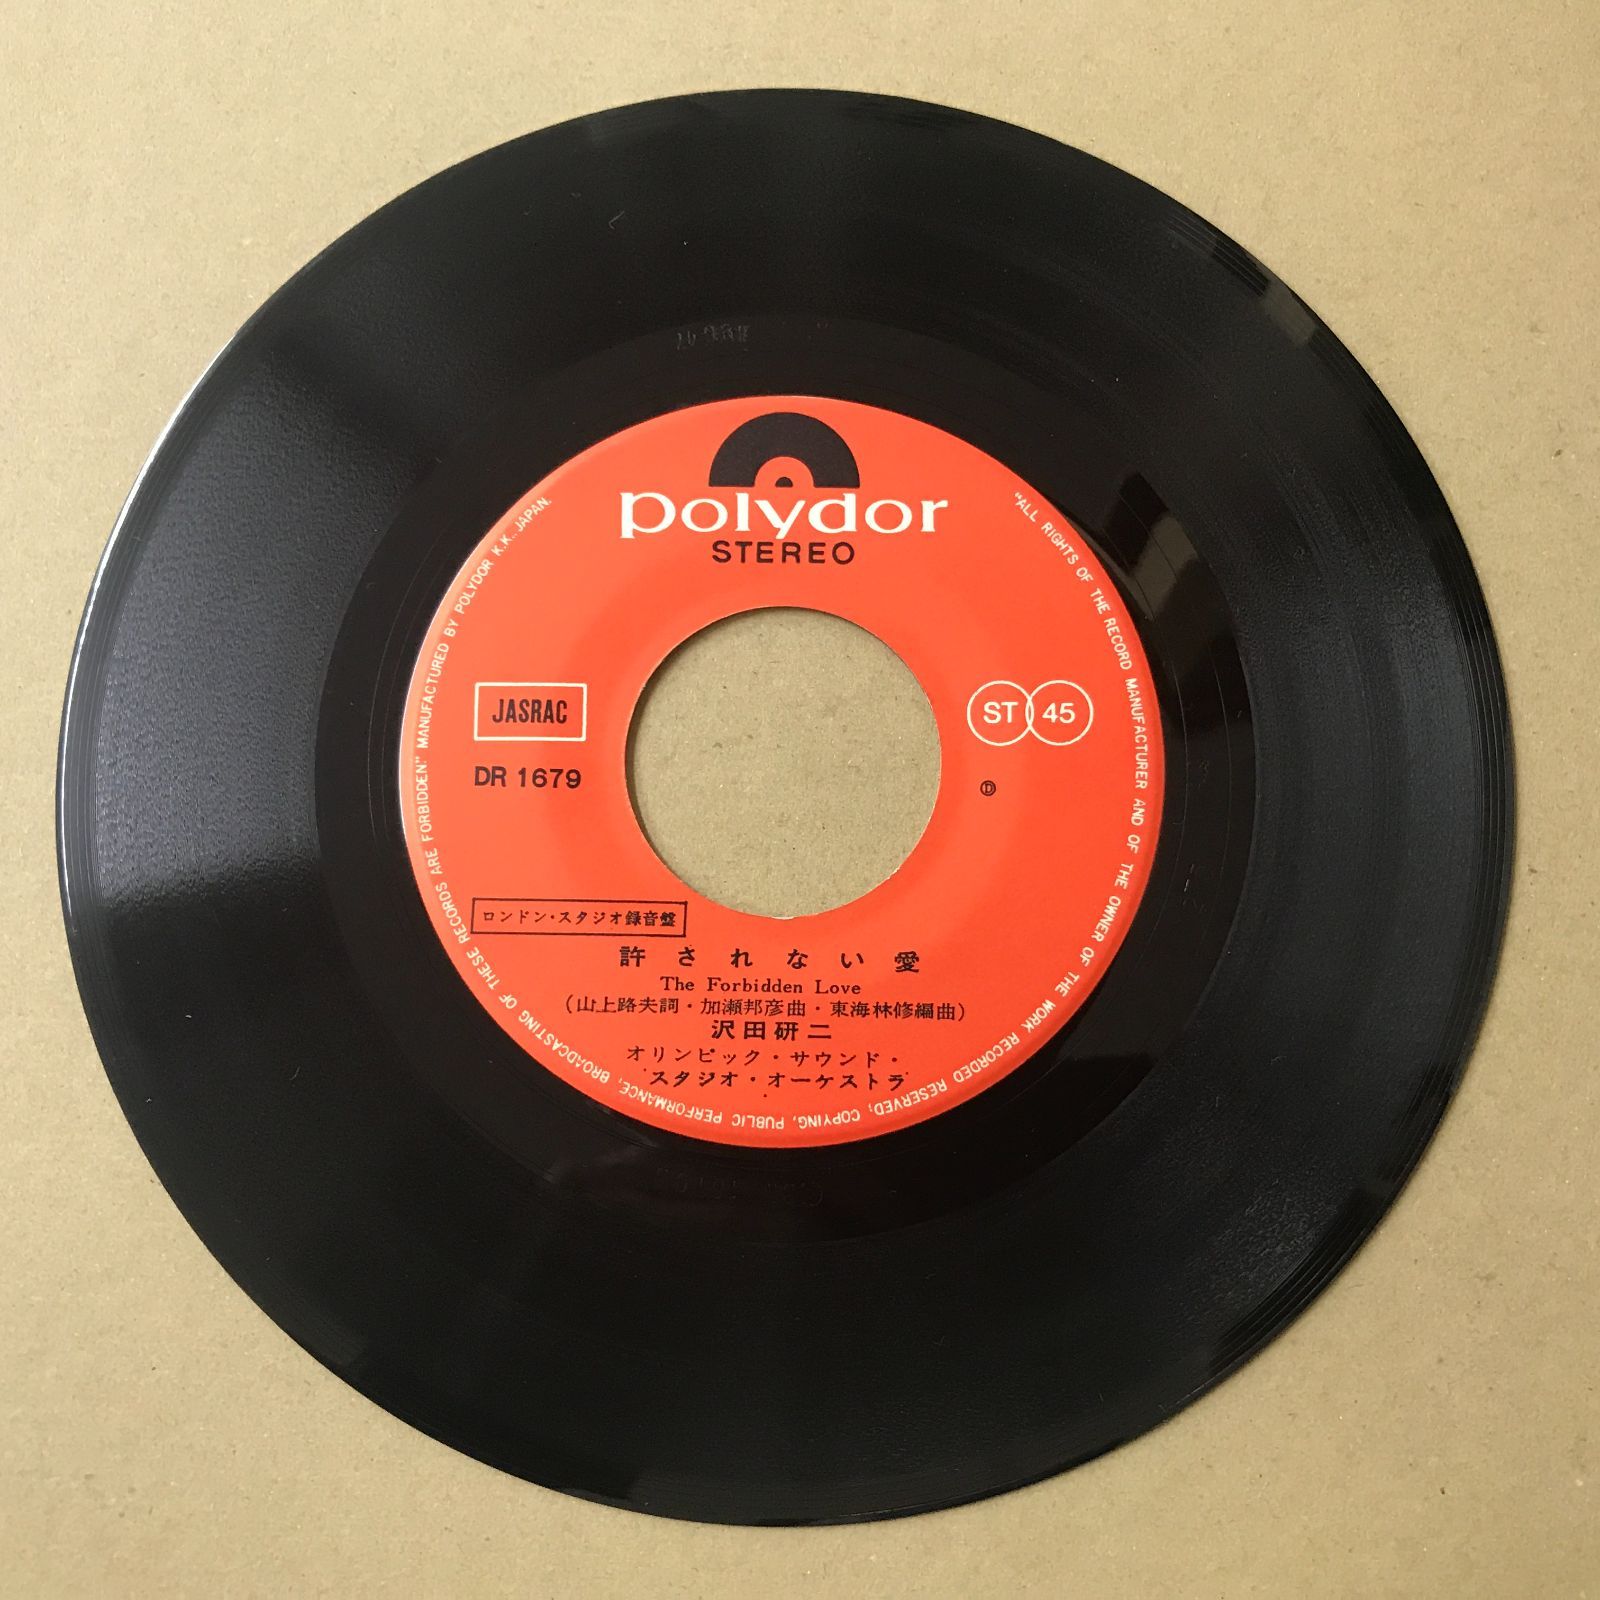 polydor
STEREO
JASRAC
ST 45
DR 1679
Ⓓ
ロンドン・スタジオ録音盤
許されない愛
The Forbidden Love
(山上路夫詞・加瀬邦彦曲・東海林修編曲)
沢田研二
オリンピック・サウンド・
スタジオ・オーケストラ
"ALL RIGHTS OF THE RECORD MANUFACTURER AND OF THE OWNER OF THE WORK RECORDED RESERVED, COPYING, PUBLIC PERFORMANCE, BROADCASTING OF THESE RECORDS ARE FORBIDDEN." MANUFACTURED BY POLYDOR K.K. JAPAN.